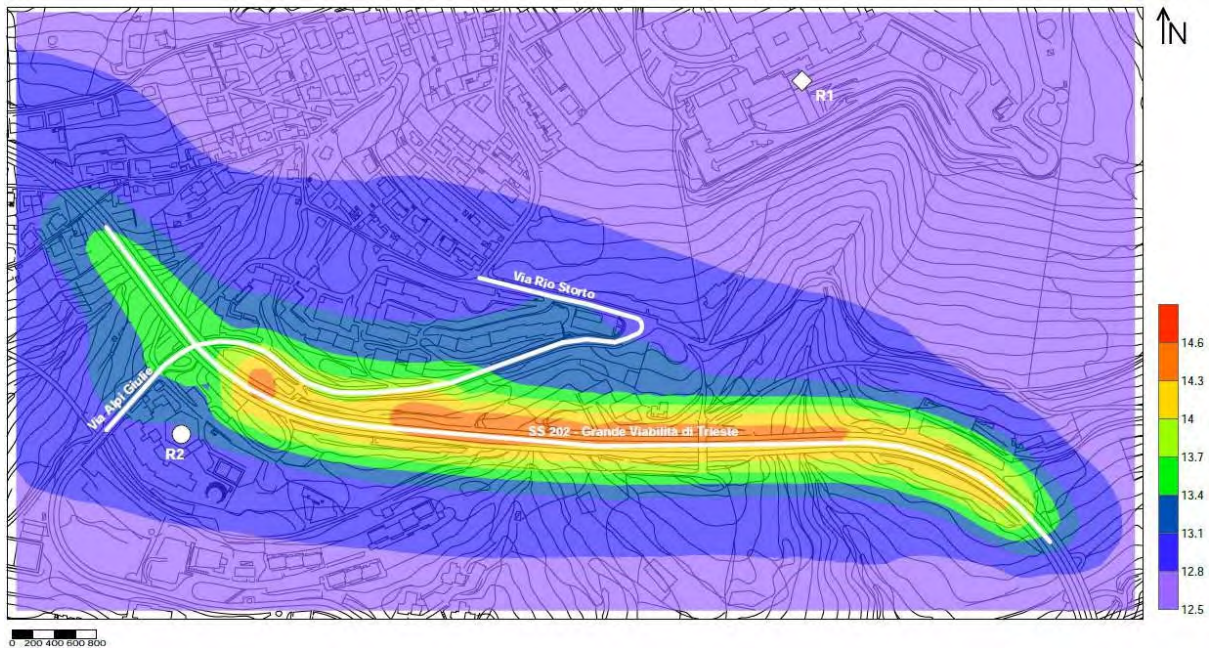 N
R1
Via Rio Storto
Via Alpi Giulie
SS 202 - Grande Viabilità di Trieste
R2
14.6
14.3
14
13.7
13.4
13.1
12.8
12.5
0 200 400 600 800